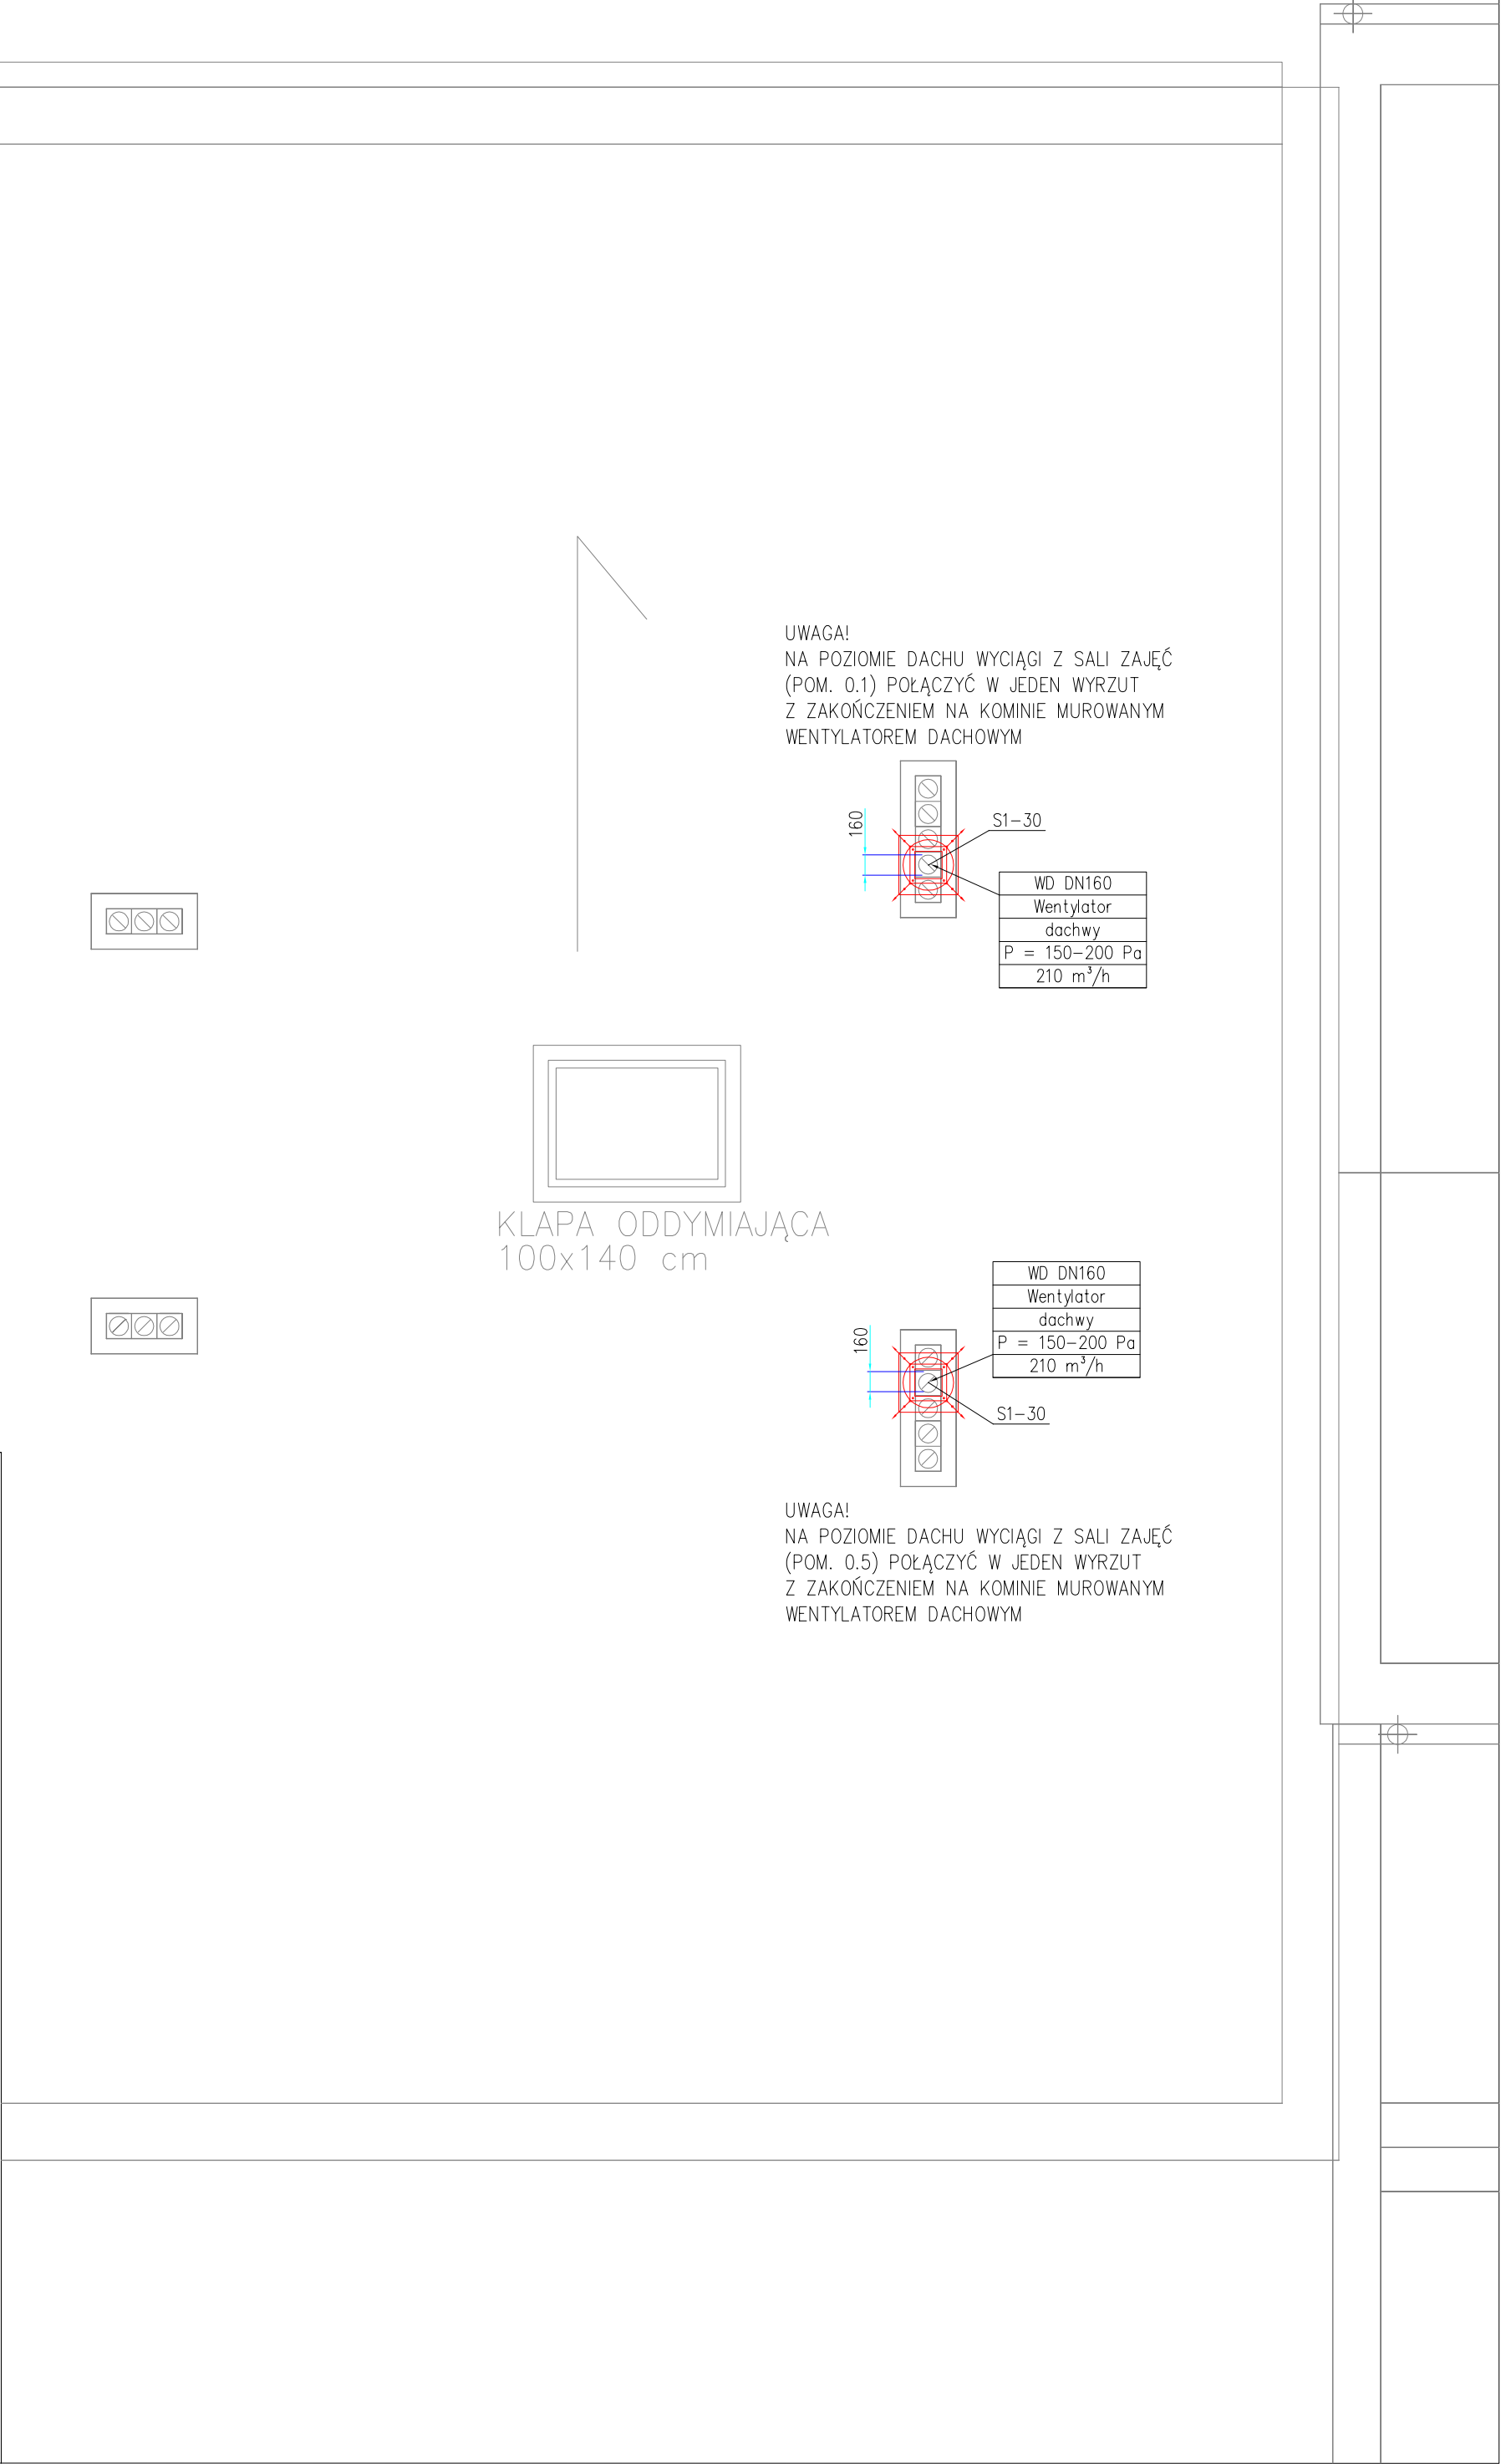 UWAGA!
NA POZIOMIE DACHU WYCIĄGI Z SALI ZAJĘĆ
(POM. 0.1) POŁĄCZYĆ W JEDEN WYRZUT
Z ZAKOŃCZENIEM NA KOMINIE MUROWANYM
WENTYLATOREM DACHOWYM
160
S1-30
WD DN160
Wentylator
dachwy
P = 150-200 Pa
210 m³/h
KLAPA ODDYMIAJĄCA
100x140 cm
WD DN160
Wentylator
dachwy
P = 150-200 Pa
210 m³/h
160
S1-30
UWAGA!
NA POZIOMIE DACHU WYCIĄGI Z SALI ZAJĘĆ
(POM. 0.5) POŁĄCZYĆ W JEDEN WYRZUT
Z ZAKOŃCZENIEM NA KOMINIE MUROWANYM
WENTYLATOREM DACHOWYM